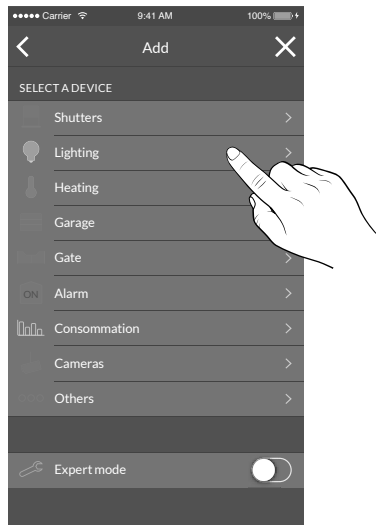 Carrier 9:41 AM 100%
Add
SELECT A DEVICE
Shutters
Lighting
Heating
Garage
Gate
ON Alarm
Consommation
Cameras
Others
Expert mode